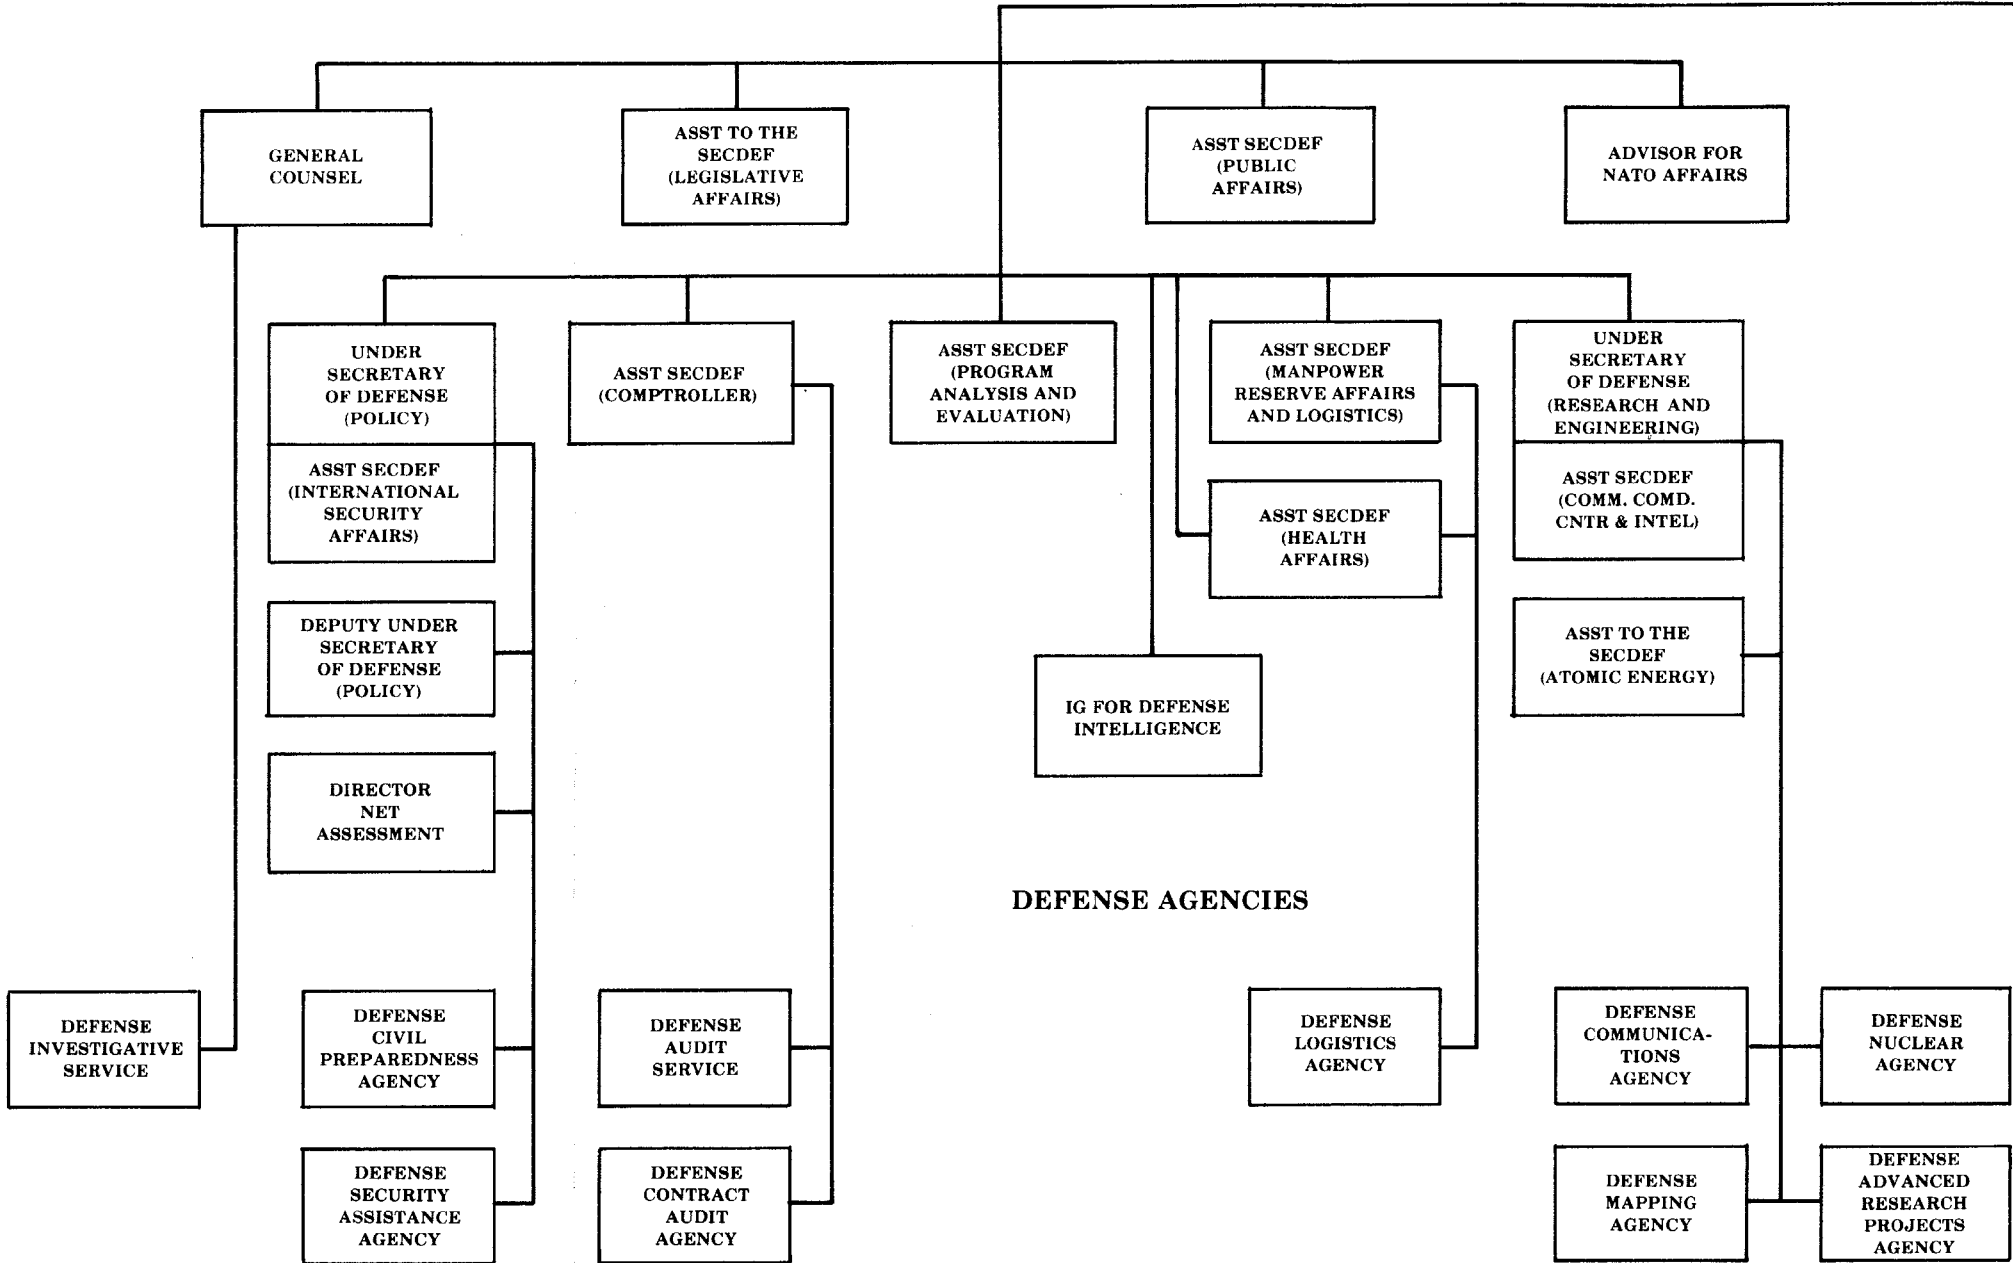 GENERAL
COUNSEL
ASST TO THE
SECDEF
(LEGISLATIVE
AFFAIRS)
ASST SECDEF
(PUBLIC
AFFAIRS)
ADVISOR FOR
NATO AFFAIRS
UNDER
SECRETARY
OF DEFENSE
(POLICY)
ASST SECDEF
(INTERNATIONAL
SECURITY
AFFAIRS)
ASST SECDEF
(COMPTROLLER)
ASST SECDEF
(PROGRAM
ANALYSIS AND
EVALUATION)
ASST SECDEF
(MANPOWER
RESERVE AFFAIRS
AND LOGISTICS)
UNDER
SECRETARY
OF DEFENSE
(RESEARCH AND
ENGINEERING)
ASST SECDEF
(COMM. COMD.
CNTR & INTEL)
ASST SECDEF
(HEALTH
AFFAIRS)
DEPUTY UNDER
SECRETARY
OF DEFENSE
(POLICY)
ASST TO THE
SECDEF
(ATOMIC ENERGY)
IG FOR DEFENSE
INTELLIGENCE
DIRECTOR
NET
ASSESSMENT
DEFENSE AGENCIES
DEFENSE
INVESTIGATIVE
SERVICE
DEFENSE
CIVIL
PREPAREDNESS
AGENCY
DEFENSE
AUDIT
SERVICE
DEFENSE
LOGISTICS
AGENCY
DEFENSE
COMMUNICA-
TIONS
AGENCY
DEFENSE
NUCLEAR
AGENCY
DEFENSE
SECURITY
ASSISTANCE
AGENCY
DEFENSE
CONTRACT
AUDIT
AGENCY
DEFENSE
MAPPING
AGENCY
DEFENSE
ADVANCED
RESEARCH
PROJECTS
AGENCY